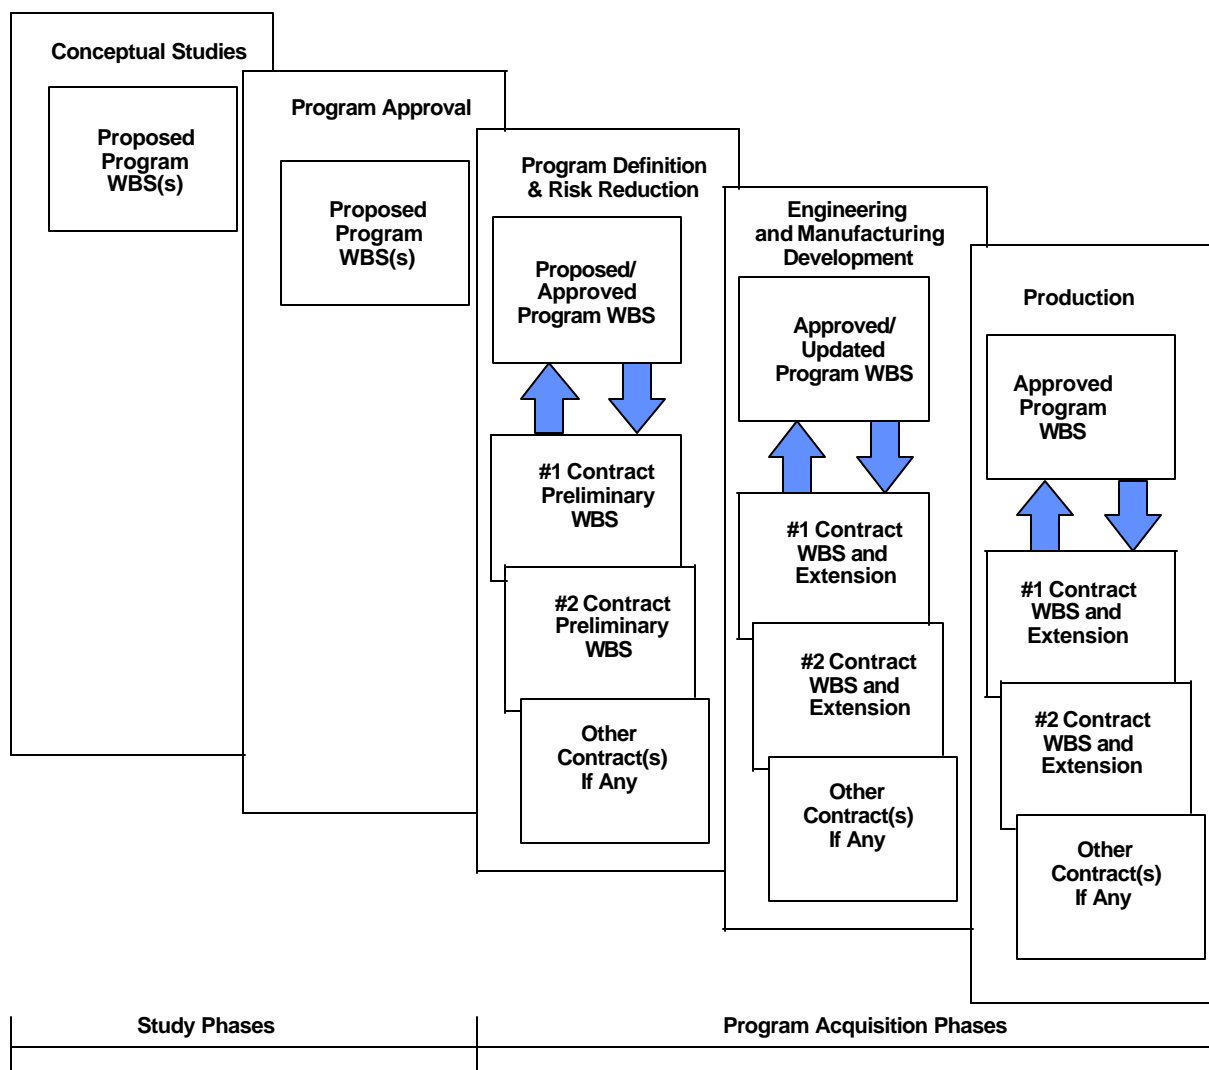 Conceptual Studies
Proposed
Program
WBS(s)
Program Approval
Proposed
Program
WBS(s)
Program Definition
& Risk Reduction
Proposed/
Approved
Program WBS
#1 Contract
Preliminary
WBS
#2 Contract
Preliminary
WBS
Other
Contract(s)
If Any
Engineering
and Manufacturing
Development
Approved/
Updated
Program WBS
#1 Contract
WBS and
Extension
#2 Contract
WBS and
Extension
Other
Contract(s)
If Any
Production
Approved
Program
WBS
#1 Contract
WBS and
Extension
#2 Contract
WBS and
Extension
Other
Contract(s)
If Any
Study Phases
Program Acquisition Phases